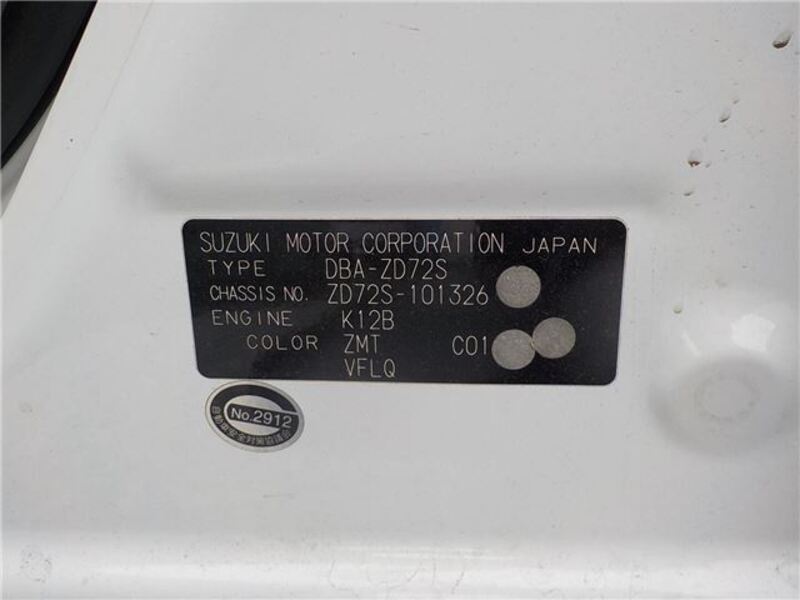 SUZUKI MOTOR CORPORATION JAPAN
TYPE DBA-ZD72S
CHASSIS NO. ZD72S-101326
ENGINE K12B
COLOR ZMT C01
VFLQ
No.2912